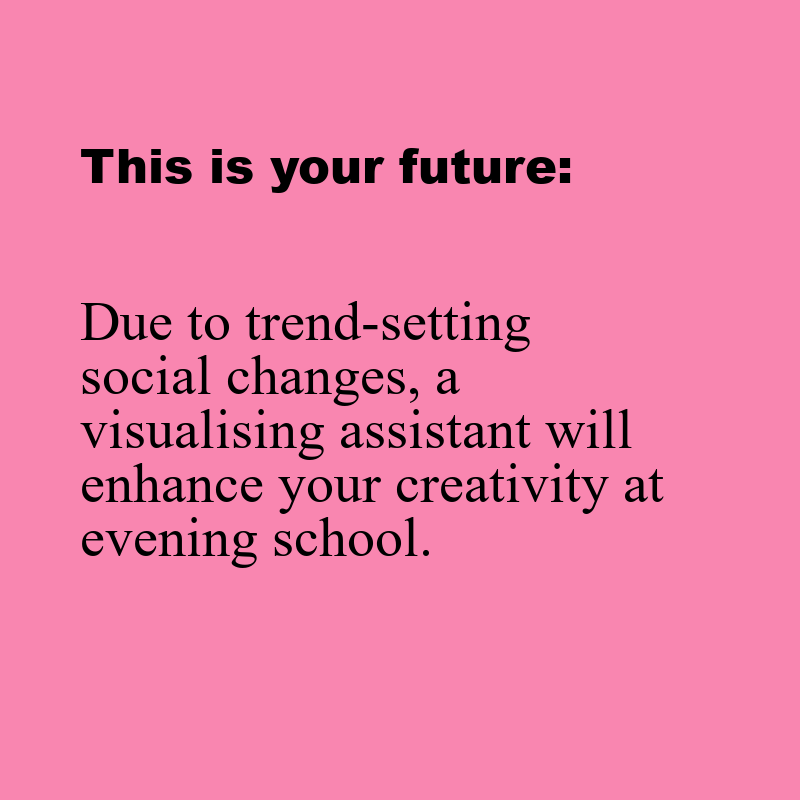 This is your future:
Due to trend-setting
social changes, a
visualising assistant will
enhance your creativity at
evening school.